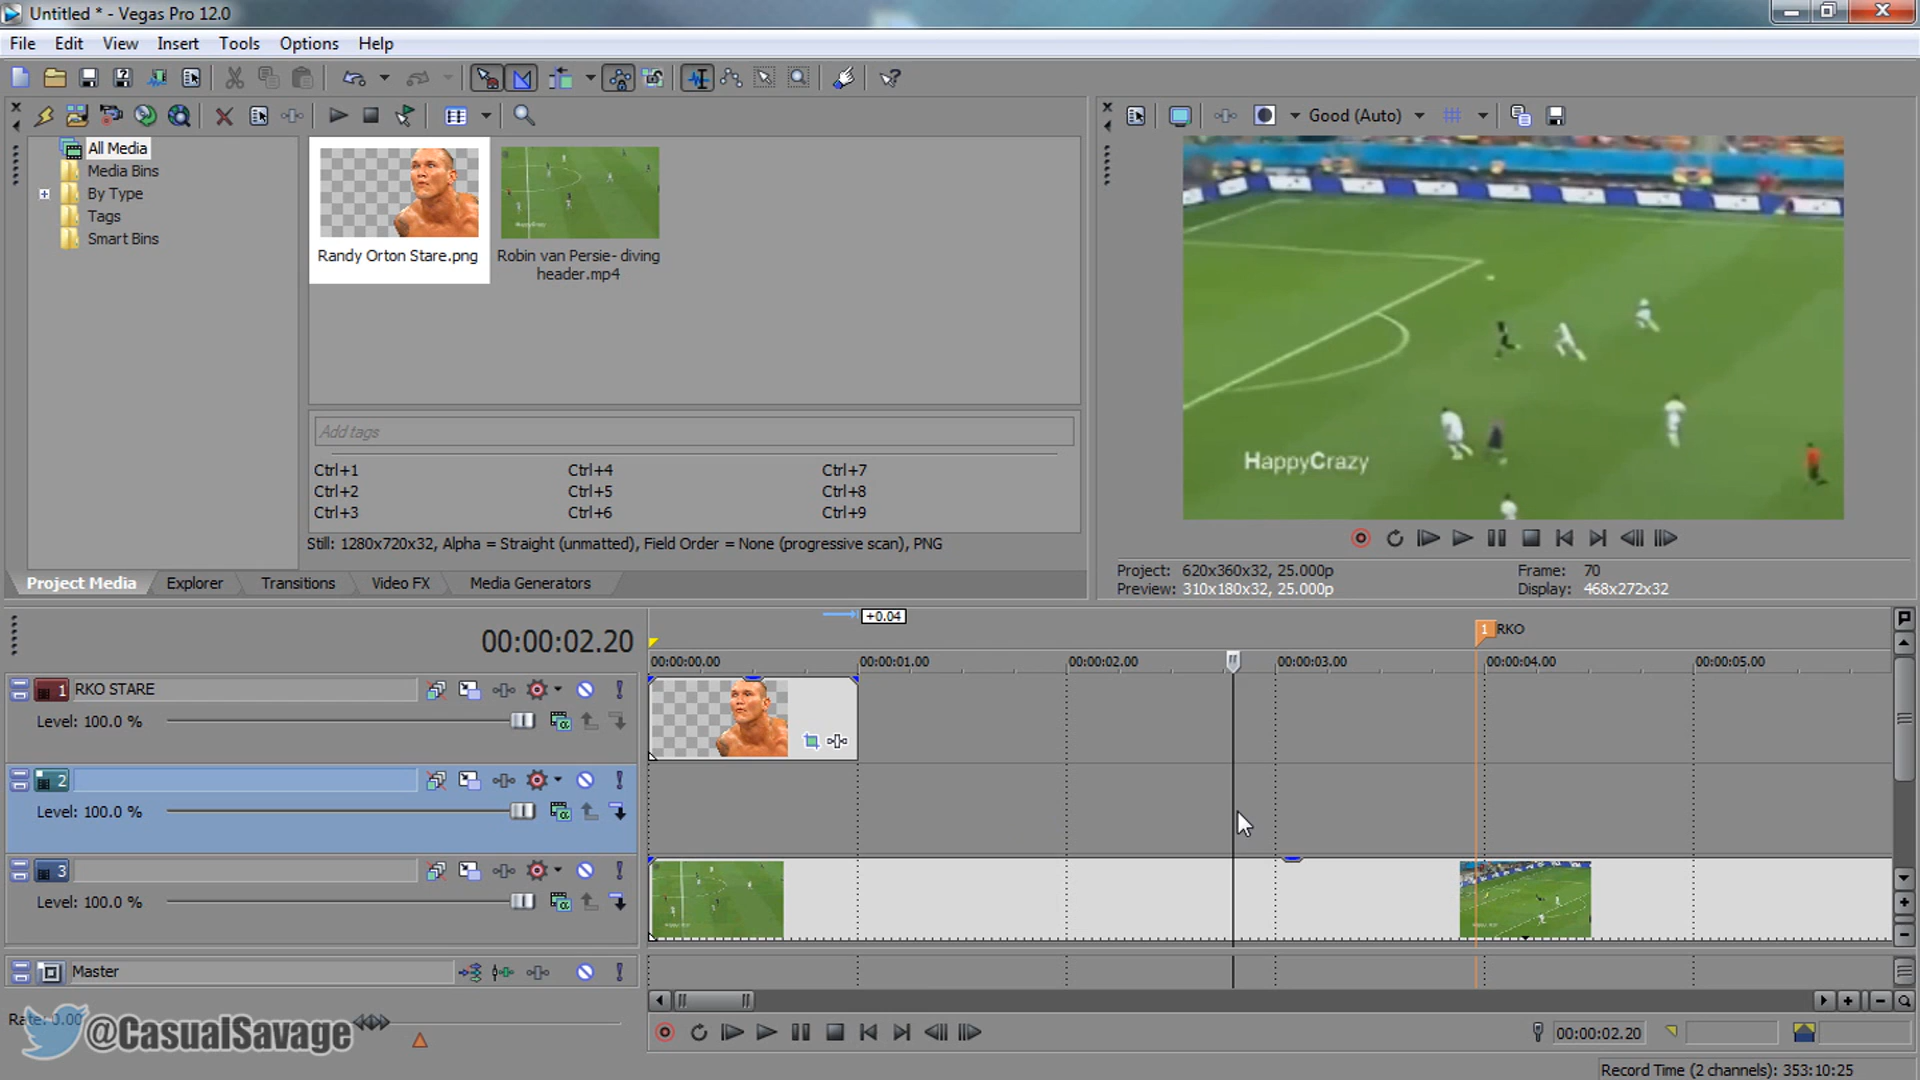 Untitled * - Vegas Pro 12.0
File Edit View Insert Tools Options Help
Good (Auto)
All Media
Media Bins
By Type
Tags
Smart Bins
Randy Orton Stare.png
Robin van Persie- diving
header.mp4
Add tags
Ctrl+1 Ctrl+4 Ctrl+7
Ctrl+2 Ctrl+5 Ctrl+8
Ctrl+3 Ctrl+6 Ctrl+9
Still: 1280x720x32, Alpha = Straight (unmatted), Field Order = None (progressive scan), PNG
Project Media Explorer Transitions Video FX Media Generators
HappyCrazy
Project: 620x360x32, 25.000p Frame: 70
Preview: 310x180x32, 25.000p Display: 468x272x32
+0.04
00:00:02.20
1 RKO
00:00:00.00 00:00:01.00 00:00:02.00 00:00:03.00 00:00:04.00 00:00:05.00
1 RKO STARE
Level: 100.0 %
2
Level: 100.0 %
3
Level: 100.0 %
Master
Rate: 0.00
@CasualSavage
00:00:02.20
Record Time (2 channels): 353:10:25